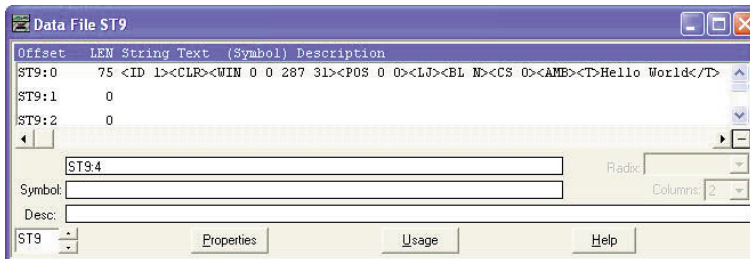 Data File ST9
Offset LEN String Text (Symbol) Description
ST9:0 75 <ID 1><CLR><WIN 0 0 287 31><POS 0 0><LJ><BL N><CS 0><AMB><T>Hello World</T>
ST9:1 0
ST9:2 0
ST9:4
Radix:
Symbol:
Columns: 2
Desc:
ST9 Properties Usage Help